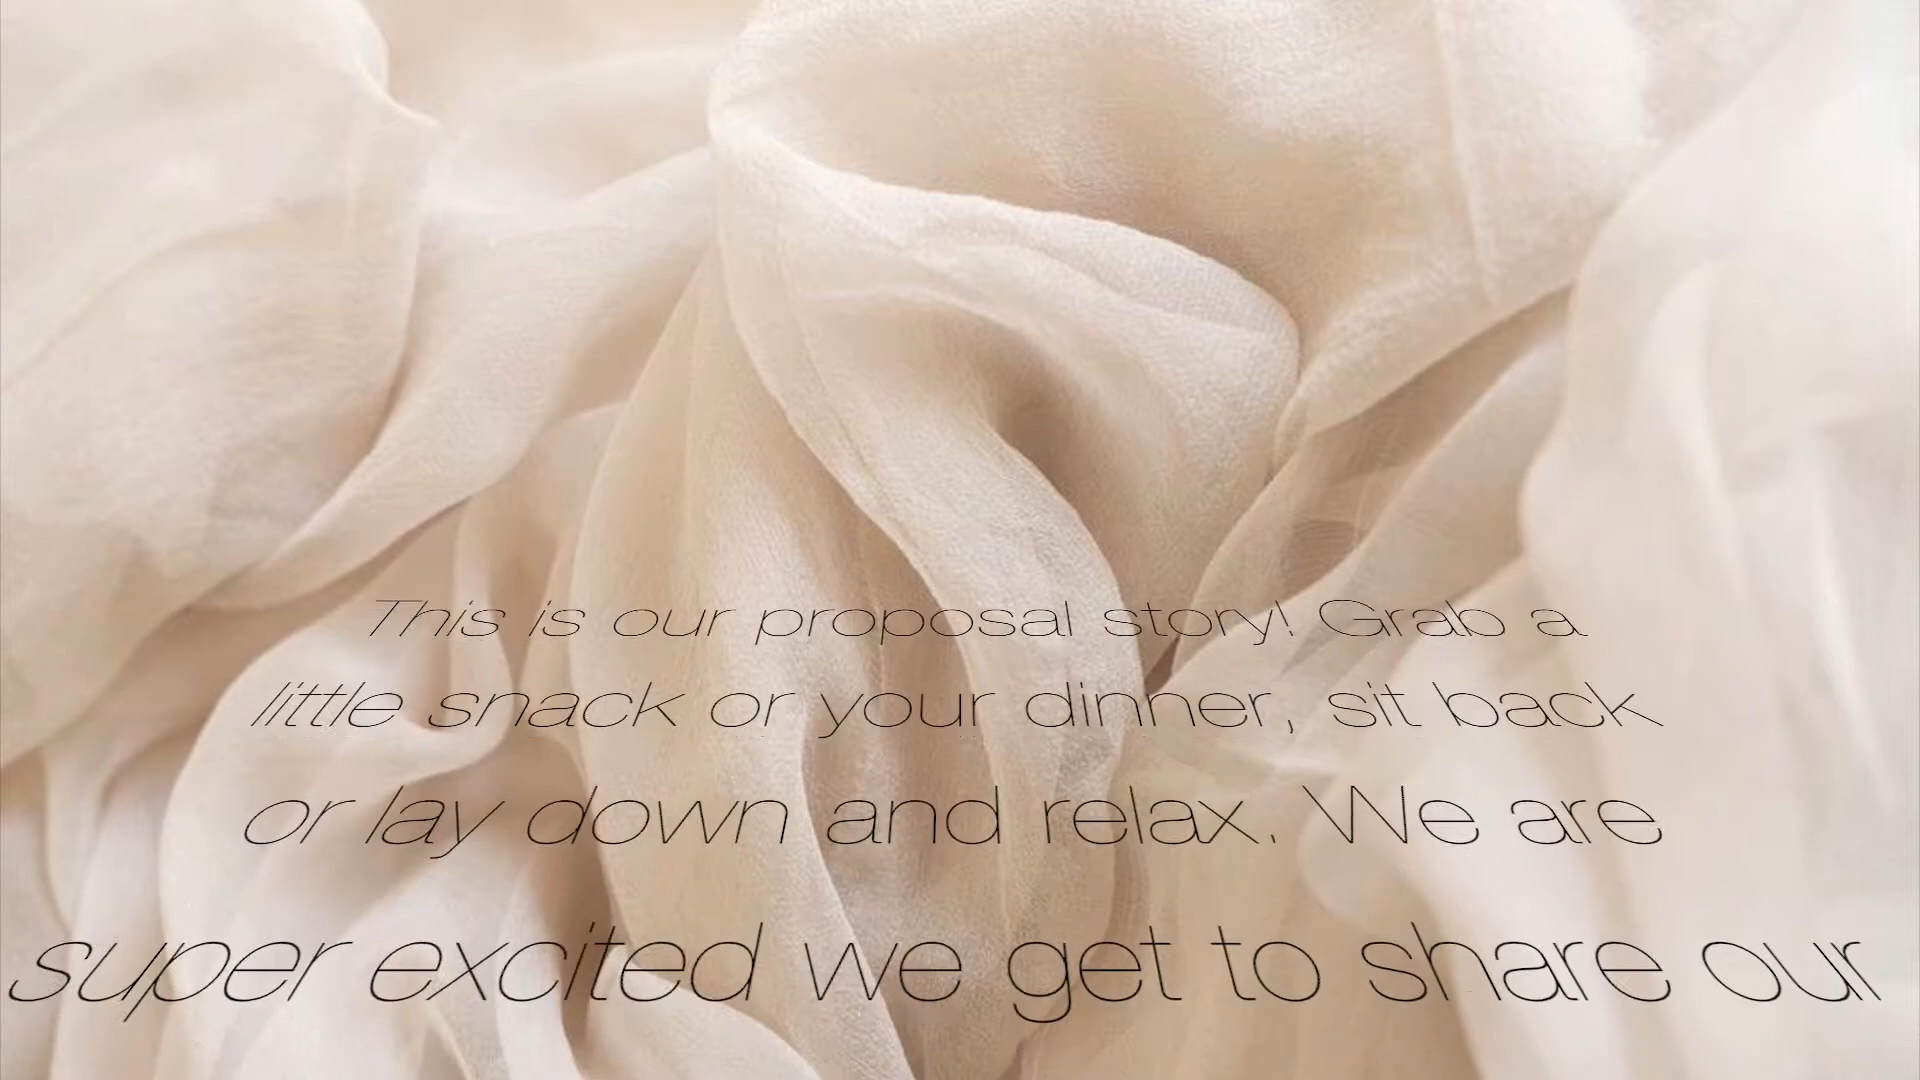 This is our proposal story! Grab a
little snack or your dinner, sit back
or lay down and relax. We are
super excited we get to share our